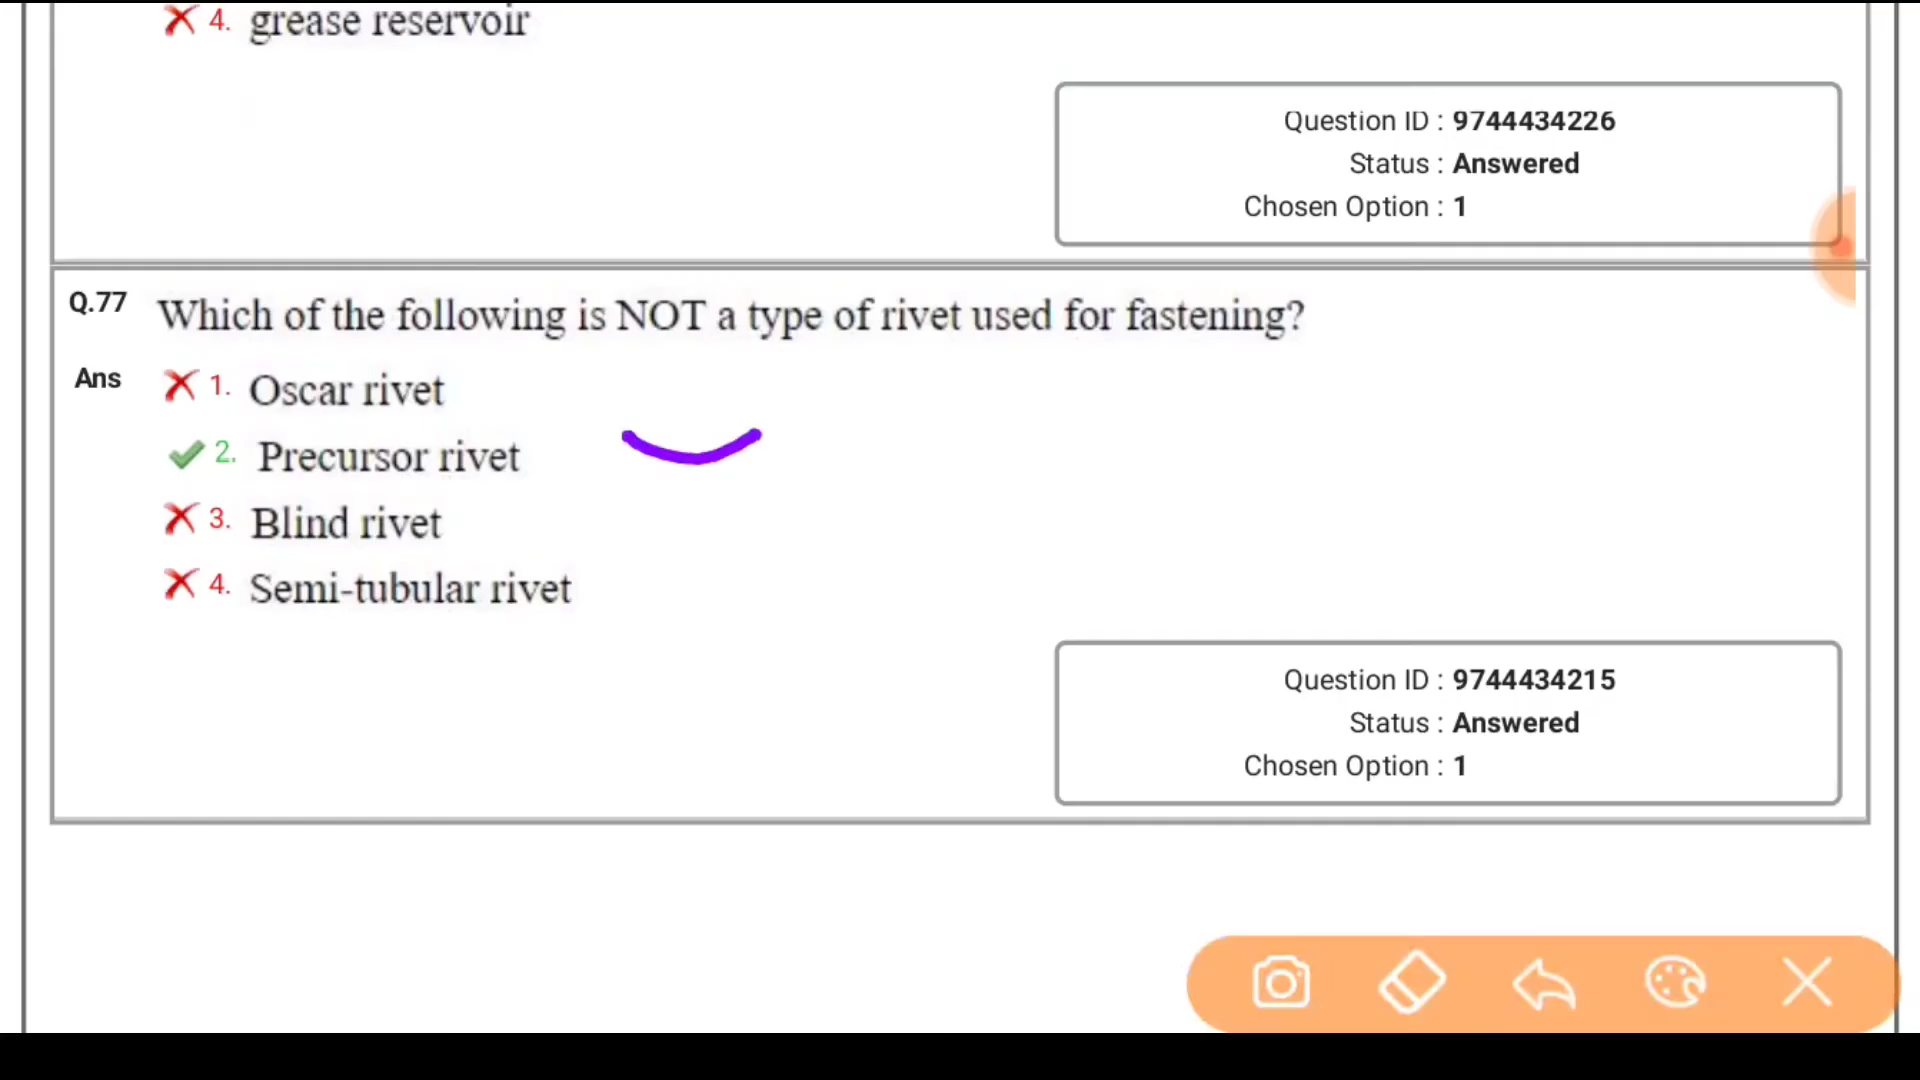 4. grease reservoir
Question ID : 9744434226
Status : Answered
Chosen Option : 1
Q.77 Which of the following is NOT a type of rivet used for fastening?
Ans 1. Oscar rivet
2. Precursor rivet
3. Blind rivet
4. Semi-tubular rivet
Question ID : 9744434215
Status : Answered
Chosen Option : 1